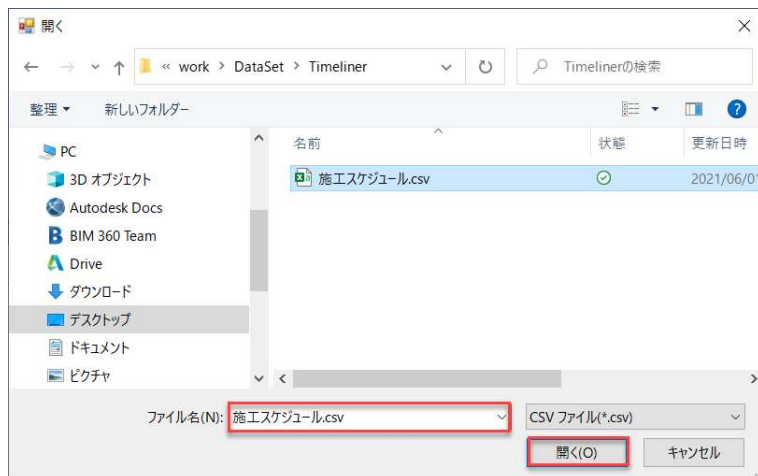 開く
« work > DataSet > Timeliner
Timelinerの検索
整理
新しいフォルダー
?
名前
状態
更新日時
施工スケジュール.csv
2021/06/01
PC
3D オブジェクト
Autodesk Docs
BIM 360 Team
Drive
ダウンロード
デスクトップ
ドキュメント
ピクチャ
ファイル名(N):
施工スケジュール.csv
CSV ファイル(*.csv)
開く(O)
キャンセル